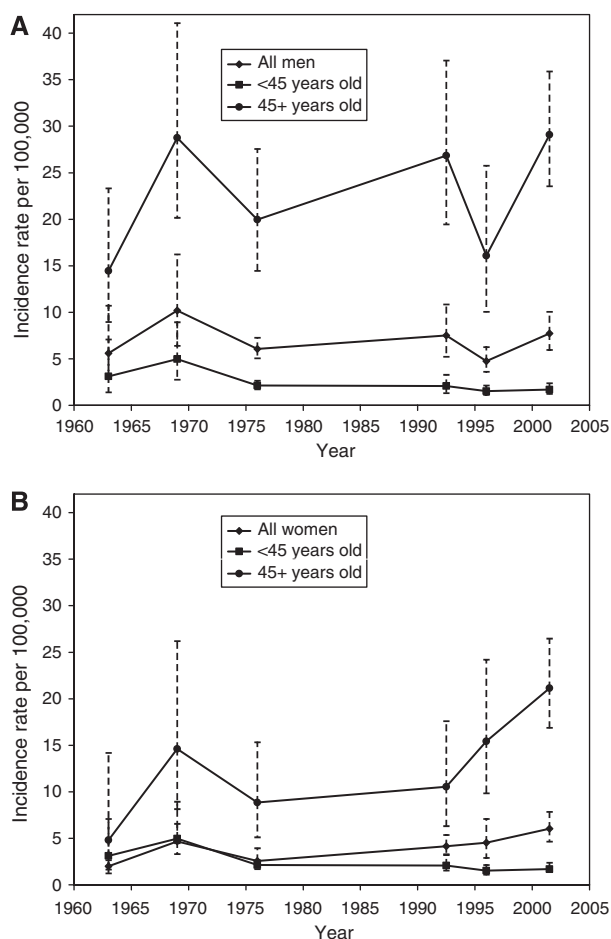 A
Incidence rate per 100,000
40
35
30
25
20
15
10
5
0
All men
<45 years old
45+ years old
1960 1965 1970 1975 1980 1985 1990 1995 2000 2005
Year
B
Incidence rate per 100,000
40
35
30
25
20
15
10
5
0
All women
<45 years old
45+ years old
1960 1965 1970 1975 1980 1985 1990 1995 2000 2005
Year